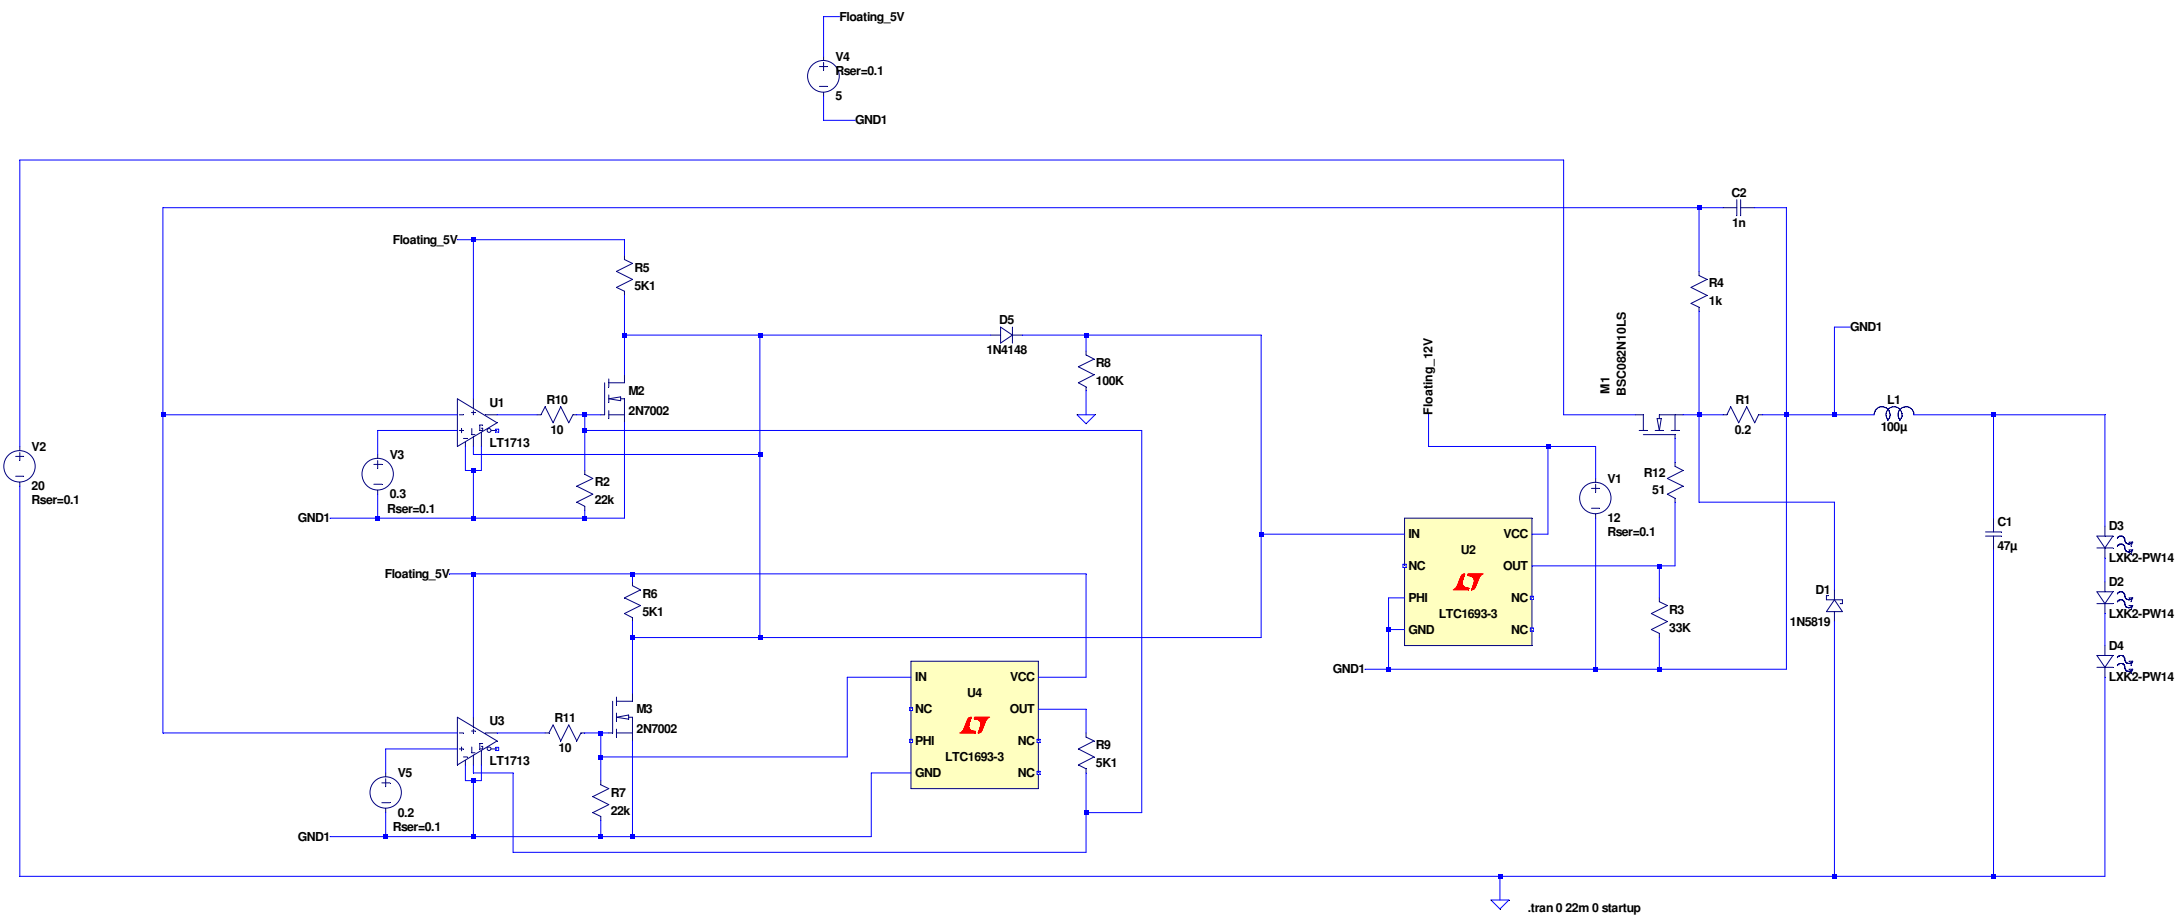 Floating_5V
V4
Rser=0.1
5
GND1
C2
1n
Floating_5V
R5
5K1
R4
1k
D5
1N4148
GND1
R8
100K
Floating_12V
M1
BSC082N10LS
M2
2N7002
U1
R10
10
LT1713
R1
0.2
L1
100µ
V2
20
Rser=0.1
V3
0.3
Rser=0.1
R2
22k
GND1
R12
51
V1
12
Rser=0.1
IN
VCC
U2
NC
OUT
PHI
NC
LTC1693-3
GND
NC
R3
33K
GND1
C1
47µ
D3
LXK2-PW14
D2
LXK2-PW14
D4
LXK2-PW14
D1
1N5819
Floating_5V
R6
5K1
IN
VCC
U4
NC
OUT
PHI
NC
LTC1693-3
GND
NC
M3
2N7002
U3
R11
10
LT1713
R9
5K1
V5
0.2
Rser=0.1
R7
22k
GND1
.tran 0 22m 0 startup